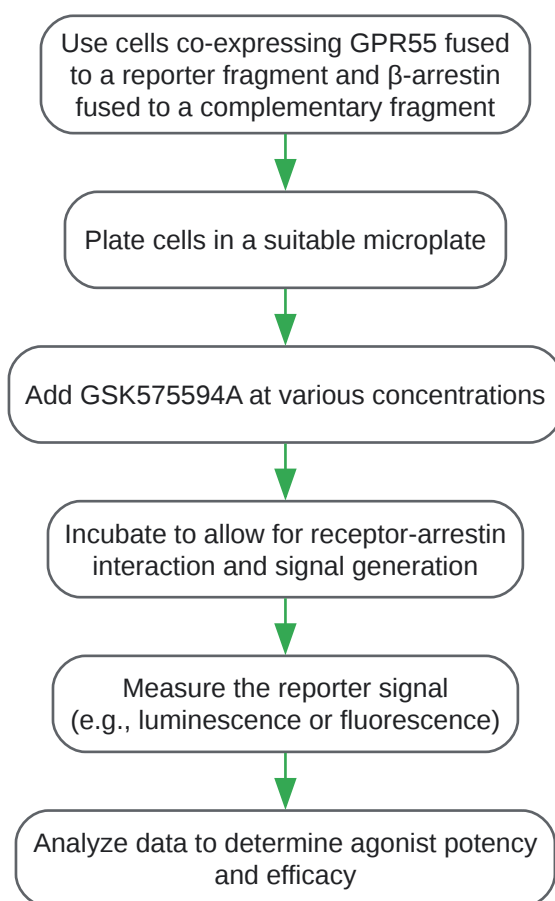 Use cells co-expressing GPR55 fused
to a reporter fragment and β-arrestin
fused to a complementary fragment
Plate cells in a suitable microplate
Add GSK575594A at various concentrations
Incubate to allow for receptor-arrestin
interaction and signal generation
Measure the reporter signal
(e.g., luminescence or fluorescence)
Analyze data to determine agonist potency
and efficacy